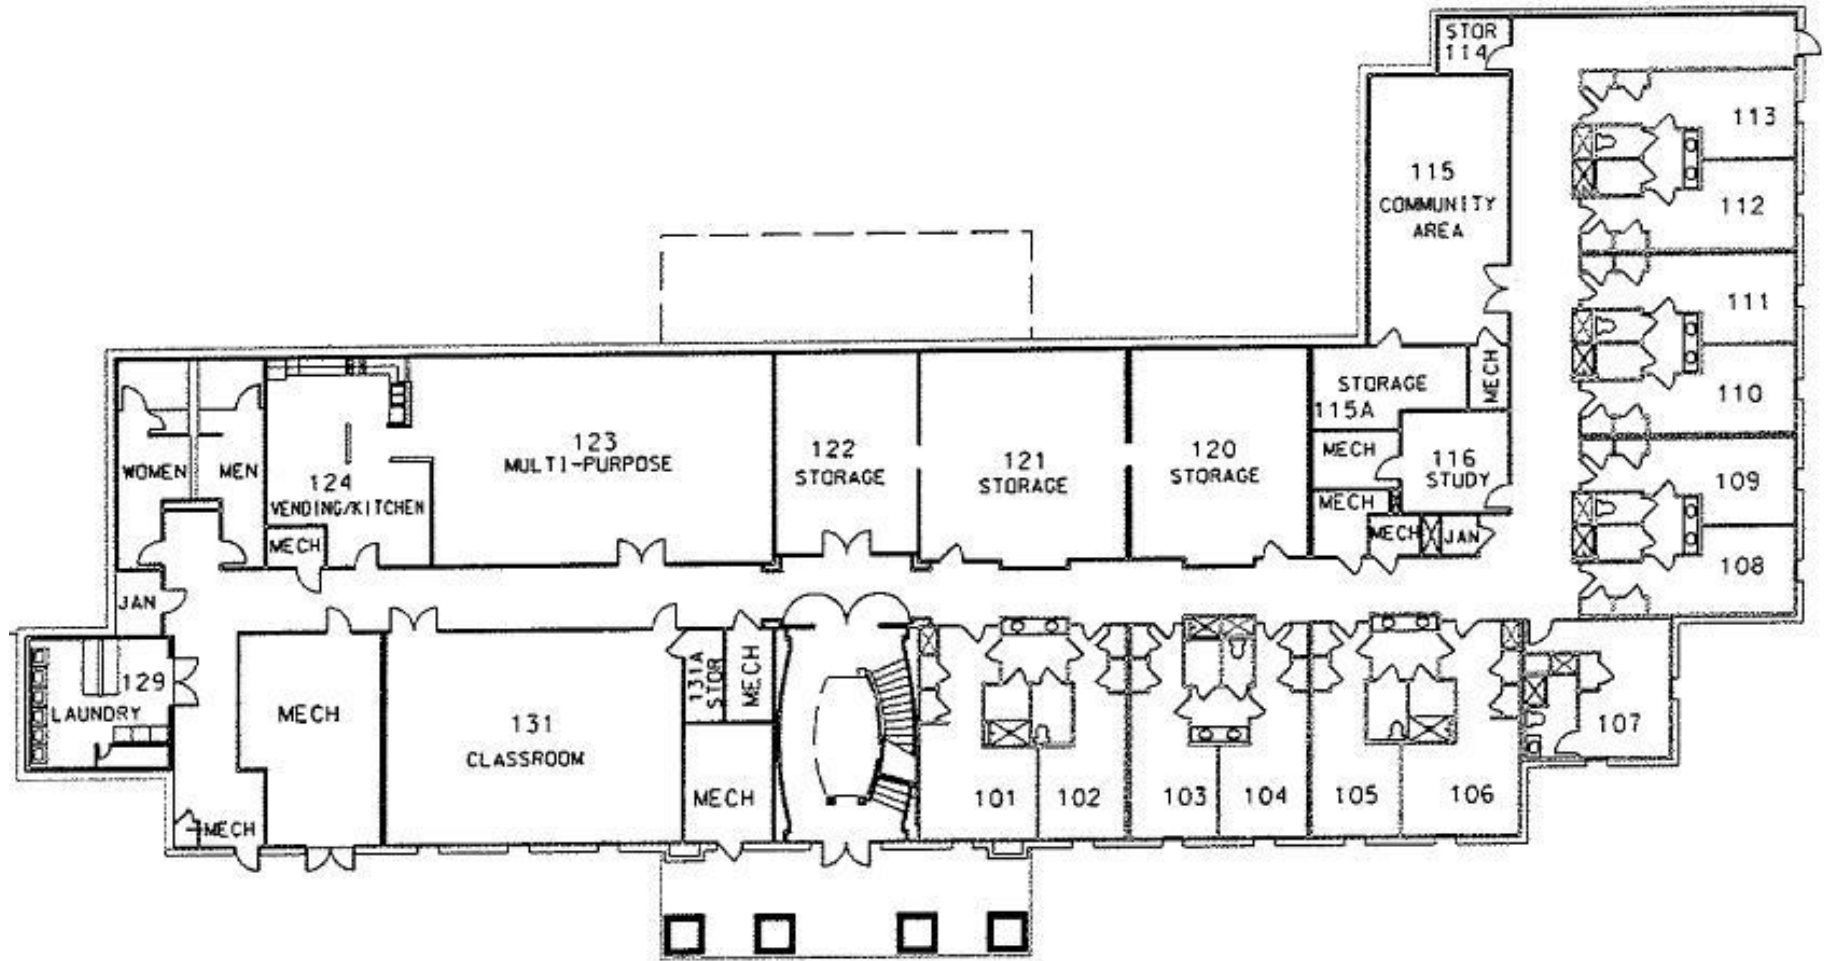 STOR
114
113
115
COMMUNITY
AREA
112
111
MECH
STORAGE
115A
110
123
MULTI-PURPOSE
122
STORAGE
121
STORAGE
120
STORAGE
MECH
116
STUDY
WOMEN
MEN
124
VENDING/KITCHEN
109
MECH
MECH
MECH
JAN
108
JAN
129
LAUNDRY
MECH
131
CLASSROOM
131A
STOR
MECH
107
MECH
101
102
103
104
105
106
MECH